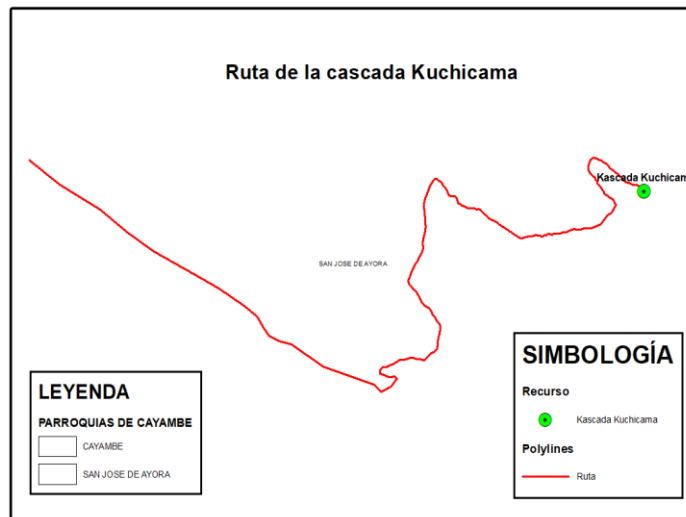 Ruta de la cascada Kuchicama
Kascada Kuchicam
SAN JOSE DE AYORA
LEYENDA
PARROQUIAS DE CAYAMBE
CAYAMBE
SAN JOSE DE AYORA
SIMBOLOGÍA
Recurso
Kascada Kuchicama
Polylines
Ruta